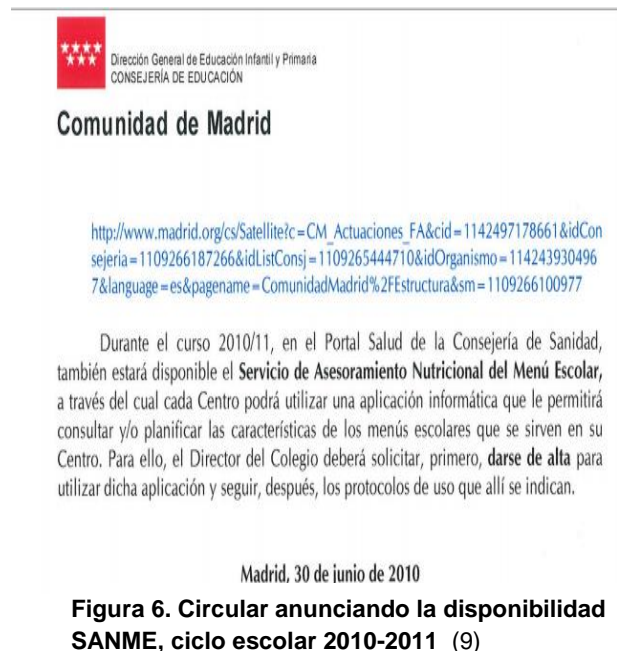 Dirección General de Educación Infantil y Primaria
CONSEJERÍA DE EDUCACIÓN
Comunidad de Madrid
http://www.madrid.org/cs/Satellite?c=CM_Actuaciones_FA&cid=1142497178661&idCon
sejeria=1109266187266&idListConsj=1109265444710&idOrganismo=114243930496
7&language=es&pagename=ComunidadMadrid%2FEstructura&sm=1109266100977
Durante el curso 2010/11, en el Portal Salud de la Consejería de Sanidad,
también estará disponible el Servicio de Asesoramiento Nutricional del Menú Escolar,
a través del cual cada Centro podrá utilizar una aplicación informática que le permitirá
consultar y/o planificar las características de los menús escolares que se sirven en su
Centro. Para ello, el Director del Colegio deberá solicitar, primero, darse de alta para
utilizar dicha aplicación y seguir, después, los protocolos de uso que allí se indican.
Madrid, 30 de junio de 2010
Figura 6. Circular anunciando la disponibilidad
SANME, ciclo escolar 2010-2011 (9)